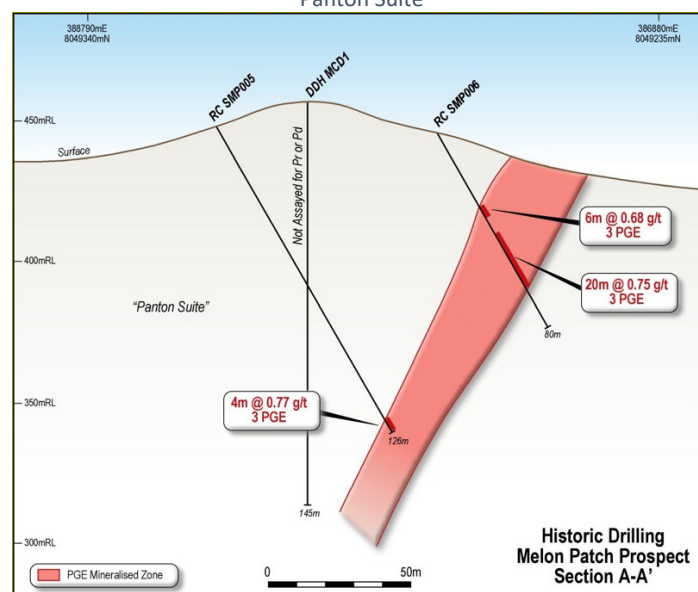 Panton Suite
388790mE
8049340mN
386880mE
8049235mN
RC SMP005
DDH MCD1
RC SMP006
450mRL
Surface
Not Assayed for Pr or Pd
6m @ 0.68 g/t
3 PGE
400mRL
20m @ 0.75 g/t
3 PGE
"Panton Suite"
80m
350mRL
4m @ 0.77 g/t
3 PGE
126m
145m
300mRL
Historic Drilling
Melon Patch Prospect
Section A-A'
PGE Mineralised Zone
0
50m